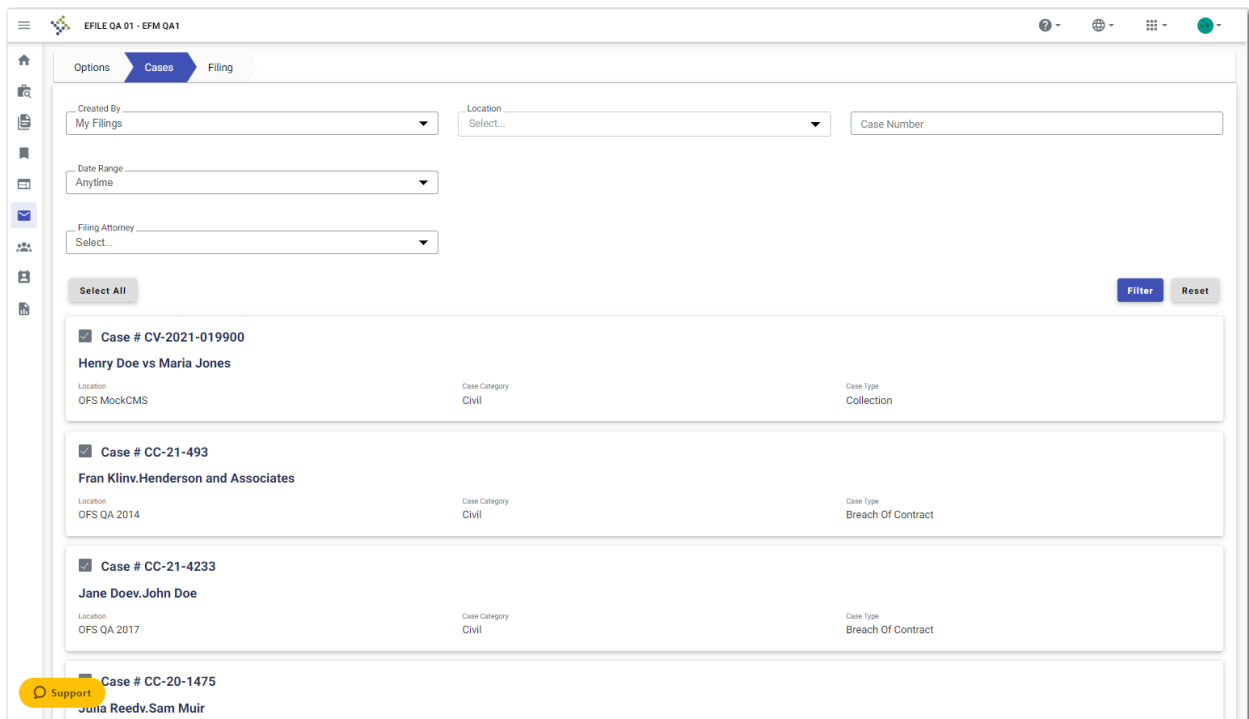 EFILE QA 01 - EFM QA1
Options Cases Filing
Created By
My Filings
Location
Select...
Case Number
Date Range
Anytime
Filing Attorney
Select...
Select All
Filter Reset
Case # CV-2021-019900
Henry Doe vs Maria Jones
Location Case Category Case Type
OFS MockCMS Civil Collection
Case # CC-21-493
Fran Klinv.Henderson and Associates
Location Case Category Case Type
OFS QA 2014 Civil Breach Of Contract
Case # CC-21-4233
Jane Doev.John Doe
Location Case Category Case Type
OFS QA 2017 Civil Breach Of Contract
Case # CC-20-1475
Support
Julia Reedv.Sam Muir